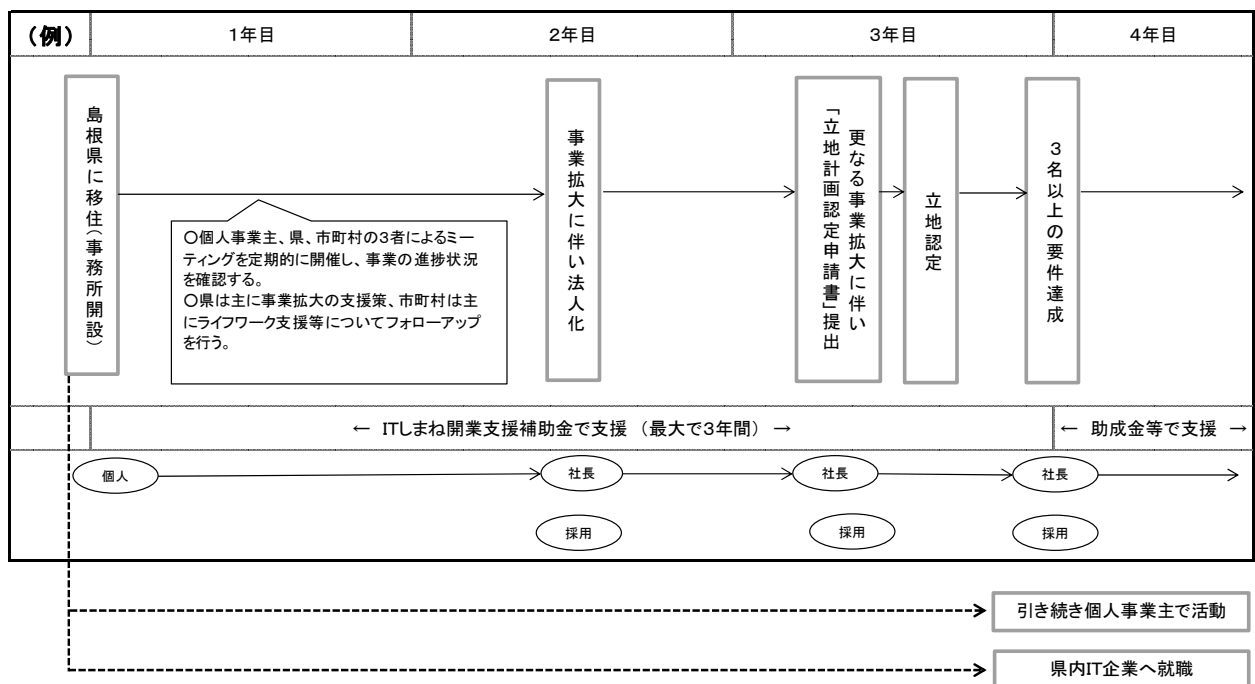 (例)
1年目
2年目
3年目
4年目
島根県に移住(事務所開設)
〇個人事業主、県、市町村の3者によるミー
ティングを定期的に開催し、事業の進捗状況
を確認する。
〇県は主に事業拡大の支援策、市町村は主
にライフワーク支援等についてフォローアップ
を行う。
事業拡大に伴い法人化
更なる事業拡大に伴い
「立地計画認定申請書」提出
立地認定
3名以上の要件達成
← ITしまね開業支援補助金で支援 (最大で3年間) →
← 助成金等で支援 →
個人
社長
社長
社長
採用
採用
採用
引き続き個人事業主で活動
県内IT企業へ就職